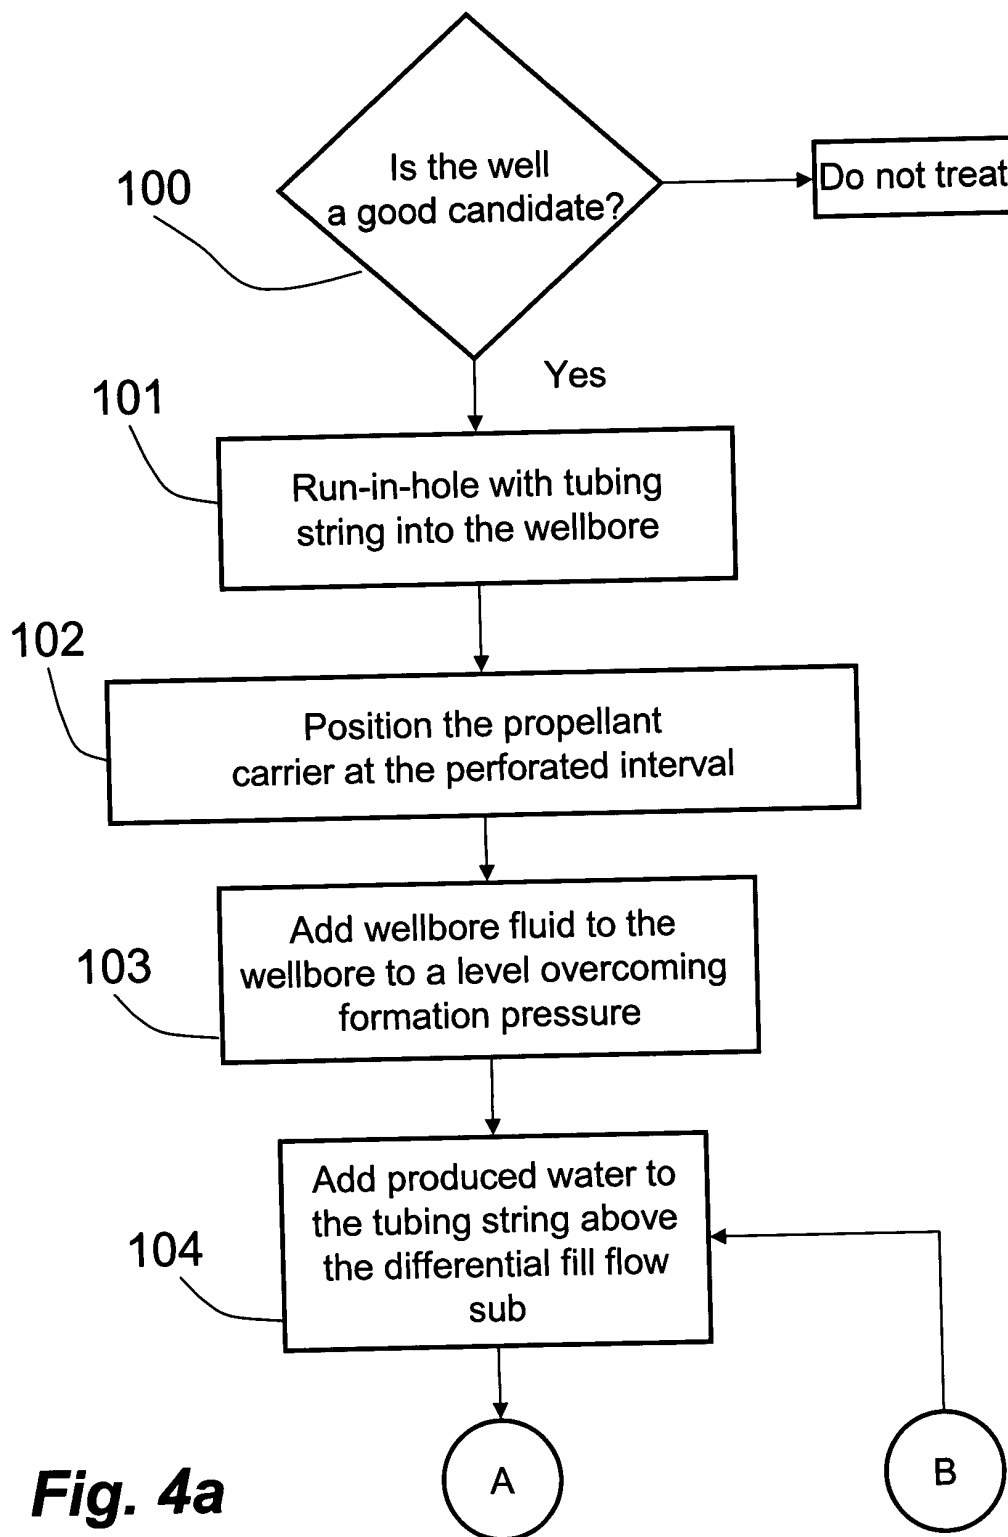 Is the well
a good candidate?
100
Do not treat
Yes
101
Run-in-hole with tubing
string into the wellbore
102
Position the propellant
carrier at the perforated interval
103
Add wellbore fluid to the
wellbore to a level overcoming
formation pressure
104
Add produced water to
the tubing string above
the differential fill flow
sub
A
B
Fig. 4a